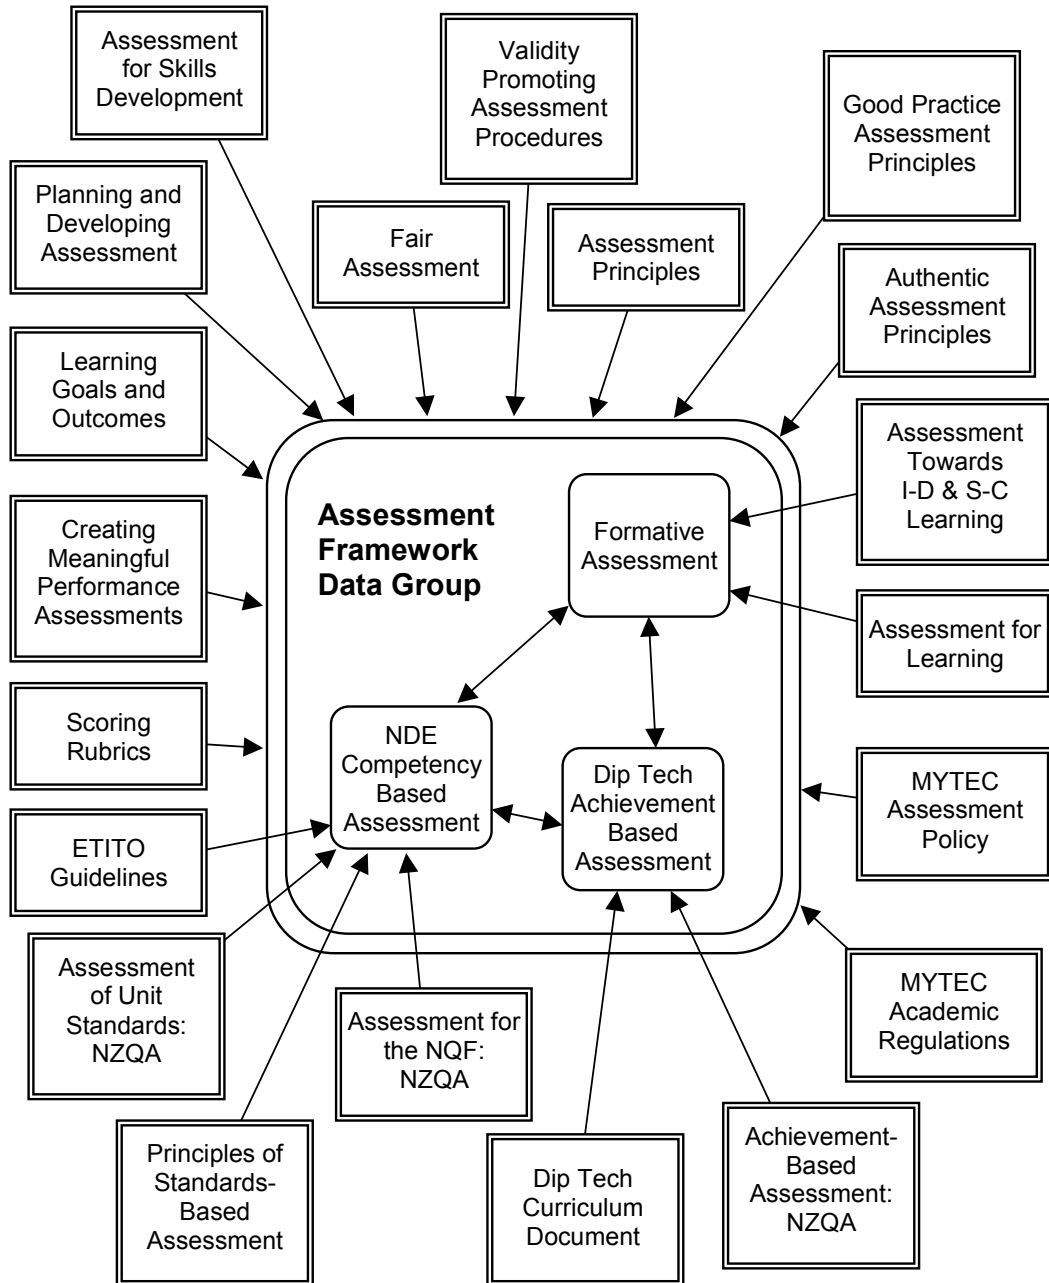 Assessment
for Skills
Development
Validity
Promoting
Assessment
Procedures
Good Practice
Assessment
Principles
Planning and
Developing
Assessment
Fair
Assessment
Assessment
Principles
Authentic
Assessment
Principles
Learning
Goals and
Outcomes
Assessment
Towards
I-D & S-C
Learning
Creating
Meaningful
Performance
Assessments
Assessment
Framework
Data Group
Formative
Assessment
Assessment for
Learning
Scoring
Rubrics
NDE
Competency
Based
Assessment
Dip Tech
Achievement
Based
Assessment
MYTEC
Assessment
Policy
ETITO
Guidelines
Assessment
of Unit
Standards:
NZQA
Assessment for
the NQF:
NZQA
MYTEC
Academic
Regulations
Principles of
Standards-
Based
Assessment
Dip Tech
Curriculum
Document
Achievement-
Based
Assessment:
NZQA